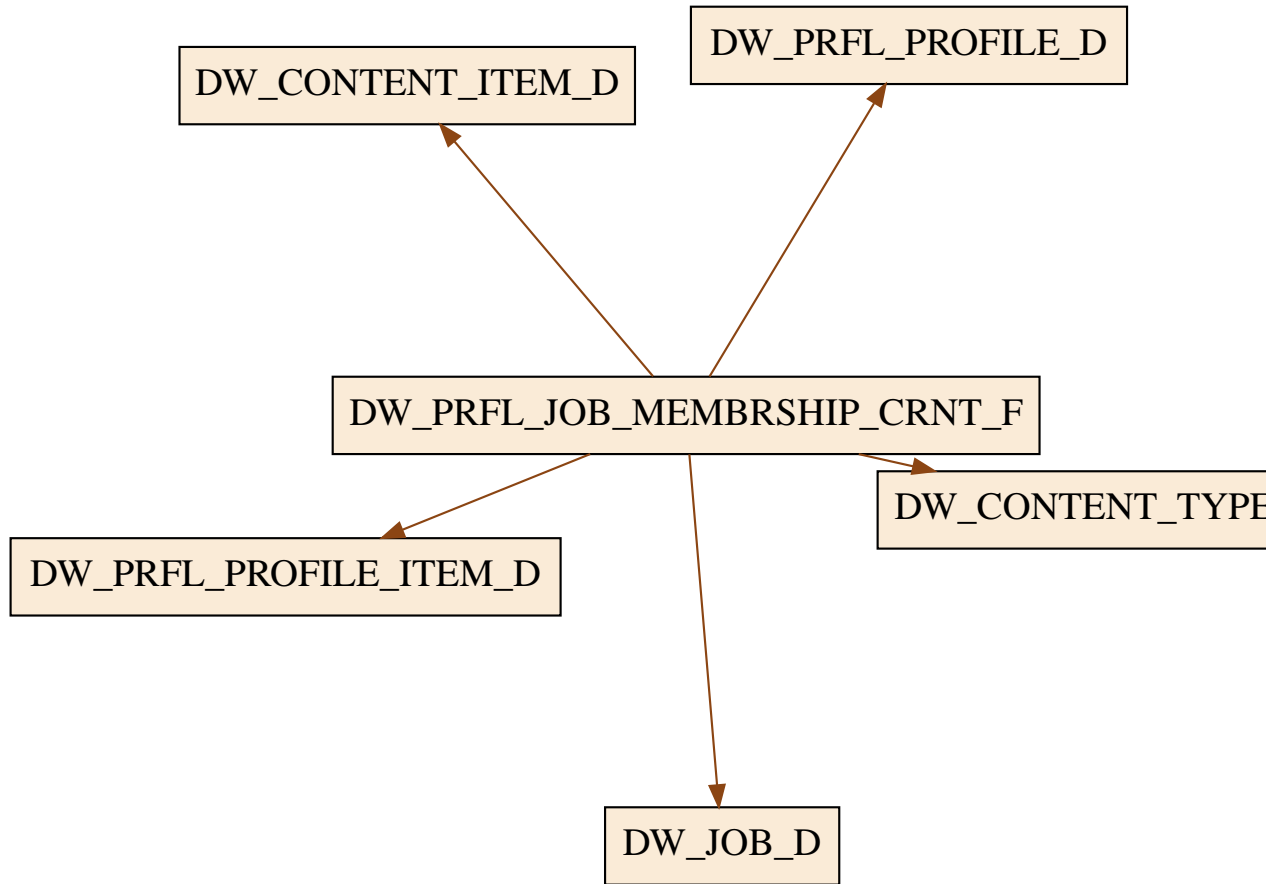 DW_PRFL_PROFILE_D
DW_CONTENT_ITEM_D
DW_PRFL_JOB_MEMBRSHIP_CRNT_F
DW_CONTENT_TYPE
DW_PRFL_PROFILE_ITEM_D
DW_JOB_D